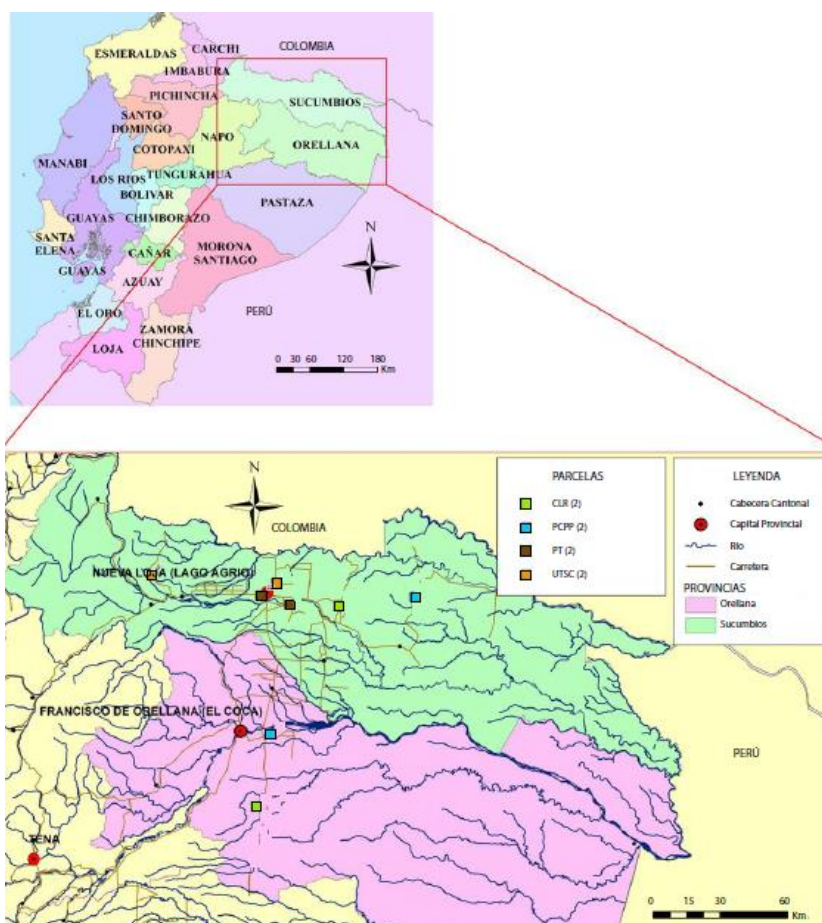 COLOMBIA
CARCHI
ESMERALDAS
IMBABURA
PICHINCHA
SUCUMBIOS
SANTO
DOMINGO
NAPO
ORELLANA
COTOPAXI
MANABI
LOS RIOS
TUNGURAHUA
BOLIVAR
PASTAZA
GUAYAS
CHIMBORAZO
SANTA
ELENA
N
CAÑAR
MORONA
SANTIAGO
GUAYAS
AZUAY
EL ORO
PERÚ
ZAMORA
CHINCHIPE
LOJA
0 30 60 120 180
Km
N
COLOMBIA
PARCELAS
CLR (2)
PCPP (2)
PT (2)
UTSC (2)
LEYENDA
Cabecera Cantonal
Capital Provincial
Río
Carretera
PROVINCIAS
Orellana
Sucumbios
NUEVA LOJA (LAGO AGRIO)
FRANCISCO DE ORELLANA (EL COCA)
PERÚ
TENA
0 15 30 60
Km.